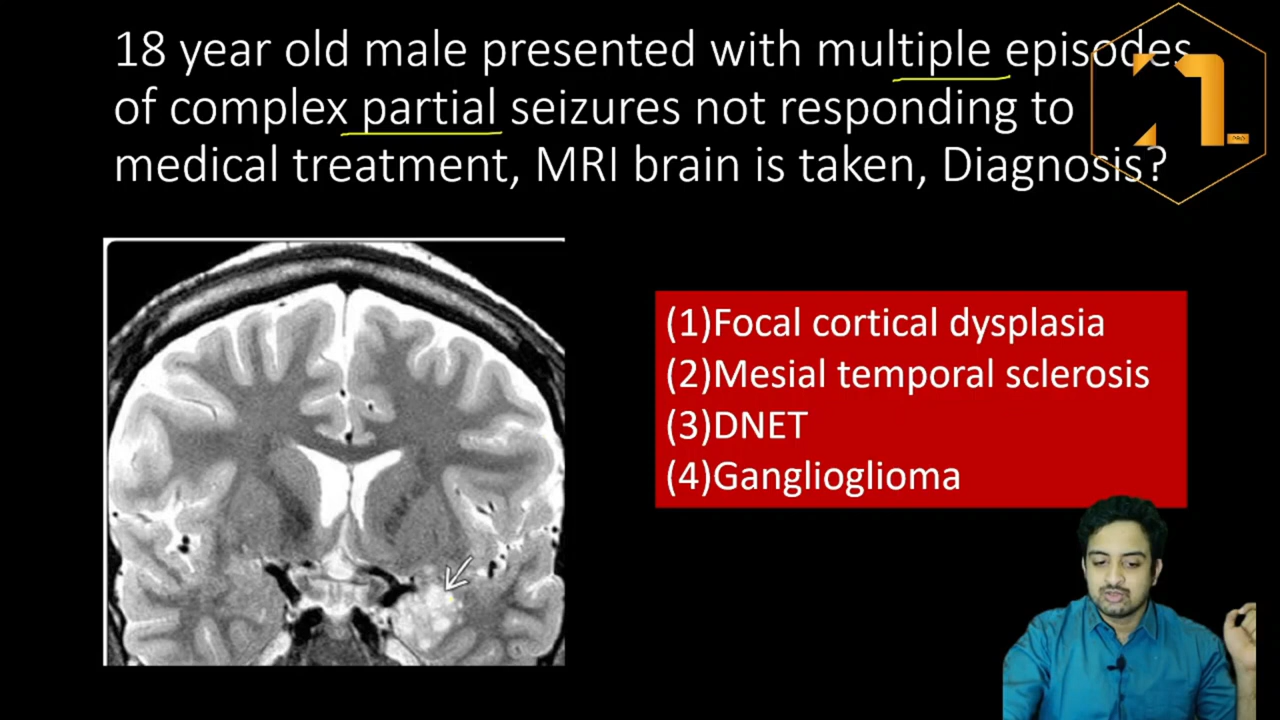 18 year old male presented with multiple episodes
of complex partial seizures not responding to
medical treatment, MRI brain is taken, Diagnosis?
(1)Focal cortical dysplasia
(2)Mesial temporal sclerosis
(3)DNET
(4)Ganglioglioma
PRO